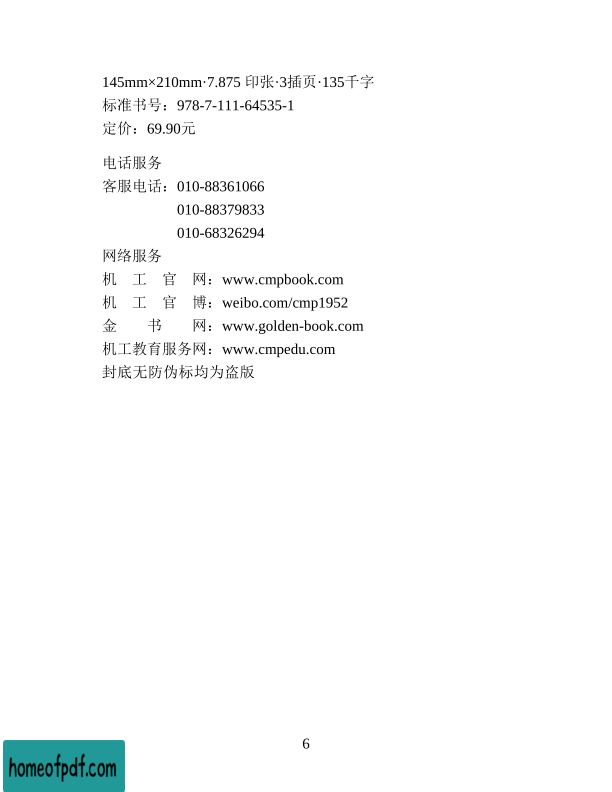 145mm×210mm·7.875 印张·3插页·135千字
标准书号：978-7-111-64535-1
定价：69.90元
电话服务
客服电话：010-88361066
010-88379833
010-68326294
网络服务
机　工　官　网：www.cmpbook.com
机　工　官　博：weibo.com/cmp1952
金　　书　　网：www.golden-book.com
机工教育服务网：www.cmpedu.com
封底无防伪标均为盗版
6
homeofpdf.com